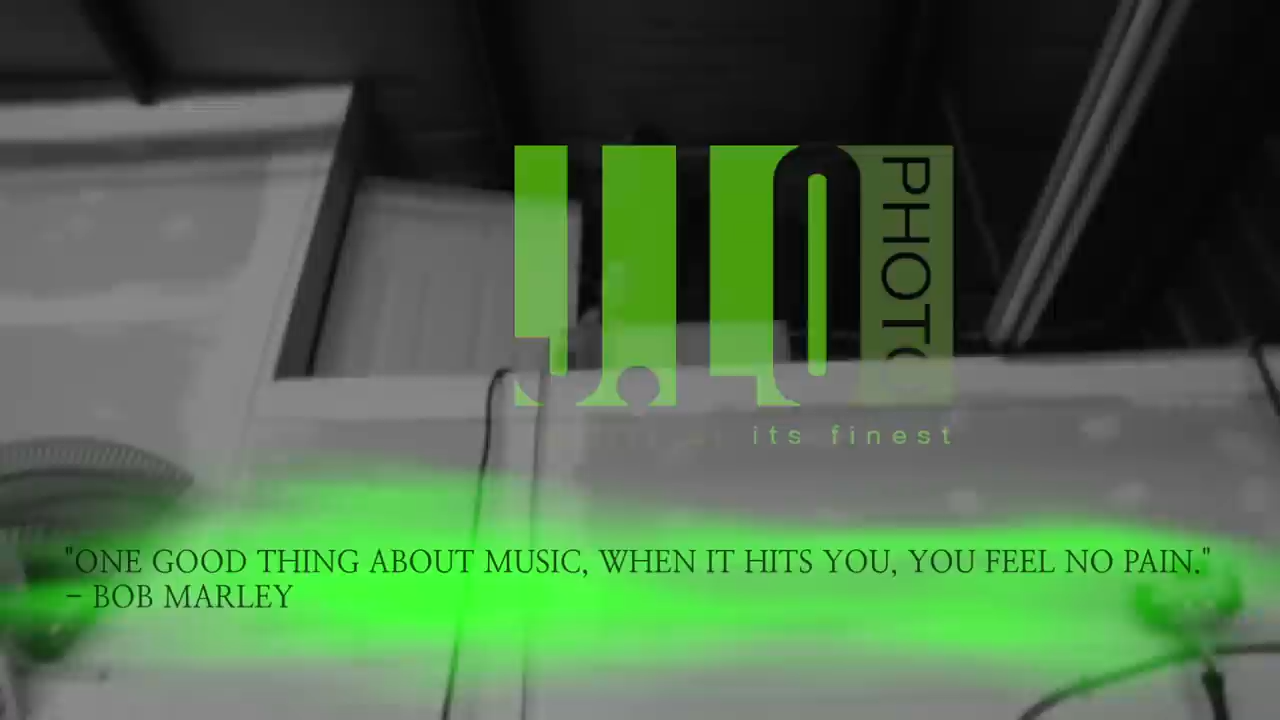 PHOTO
its finest
"ONE GOOD THING ABOUT MUSIC, WHEN IT HITS YOU, YOU FEEL NO PAIN."
– BOB MARLEY